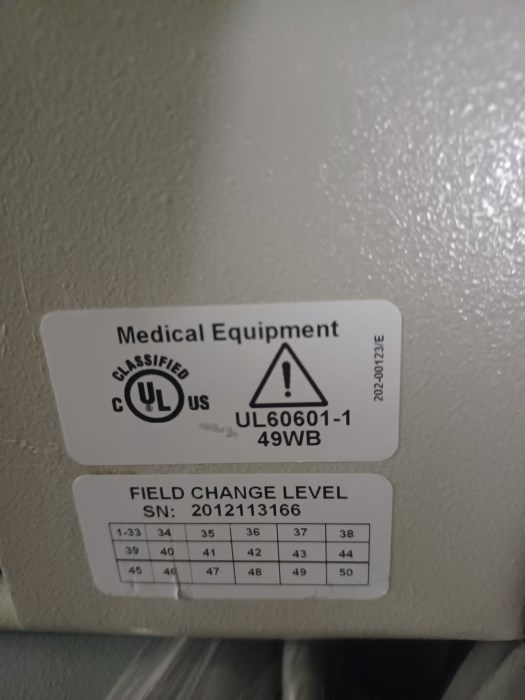 Medical Equipment
CLASSIFIED
C UL® US
!
UL60601-1
49WB
202-00123/E
FIELD CHANGE LEVEL
SN: 2012113166
1-33 34 35 36 37 38
39 40 41 42 43 44
45 46 47 48 49 50